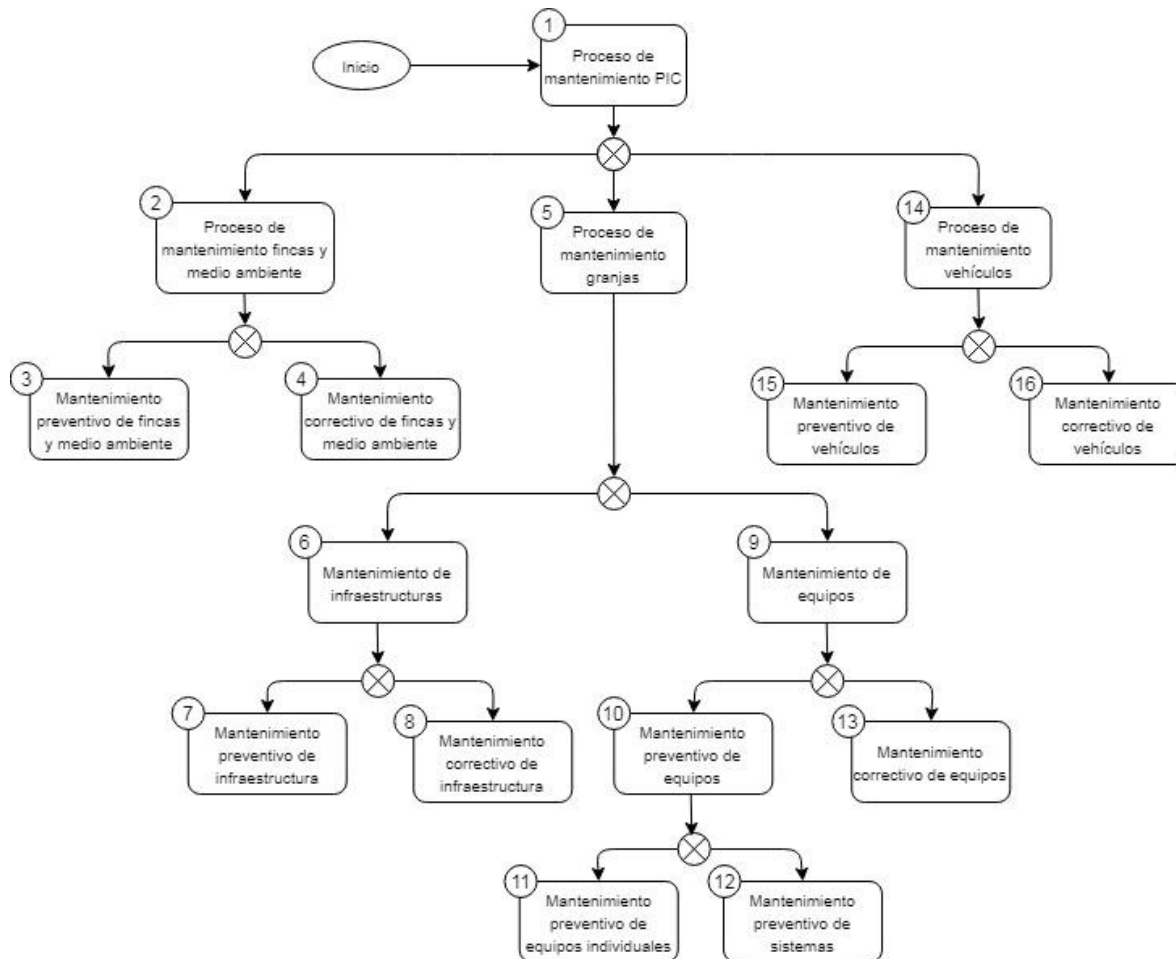 1
Inicio
Proceso de
mantenimiento PIC
2
Proceso de
mantenimiento fincas y
medio ambiente
5
Proceso de
mantenimiento
granjas
14
Proceso de
mantenimiento
vehículos
3
Mantenimiento
preventivo de fincas
y medio ambiente
4
Mantenimiento
correctivo de fincas y
medio ambiente
15
Mantenimiento
preventivo de
vehículos
16
Mantenimiento
correctivo de
vehículos
6
Mantenimiento de
infraestructuras
9
Mantenimiento de
equipos
7
Mantenimiento
preventivo de
infraestructura
8
Mantenimiento
correctivo de
infraestructura
10
Mantenimiento
preventivo de
equipos
13
Mantenimiento
correctivo de equipos
11
Mantenimiento
preventivo de
equipos individuales
12
Mantenimiento
preventivo de
sistemas